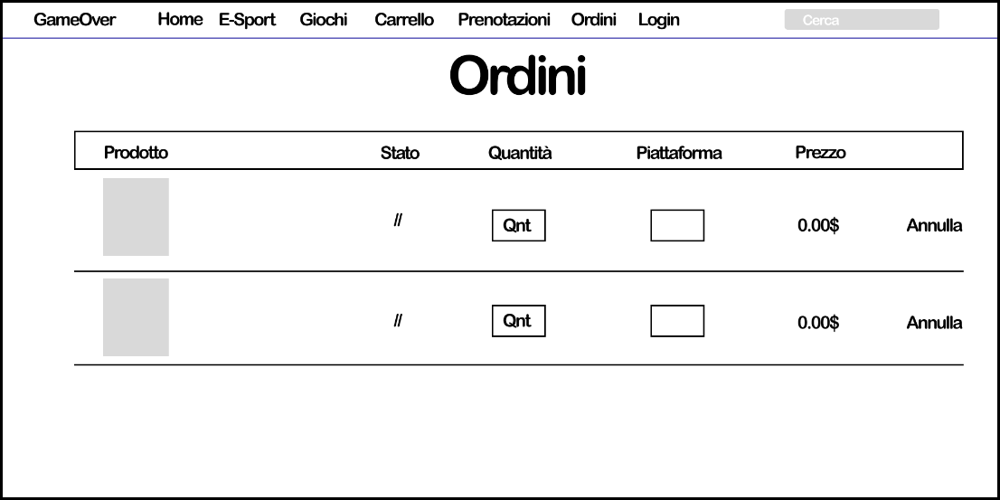 GameOver Home E-Sport Giochi Carrello Prenotazioni Ordini Login Cerca
Ordini
Prodotto Stato Quantità Piattaforma Prezzo
// Qnt 0.00$ Annulla
// Qnt 0.00$ Annulla